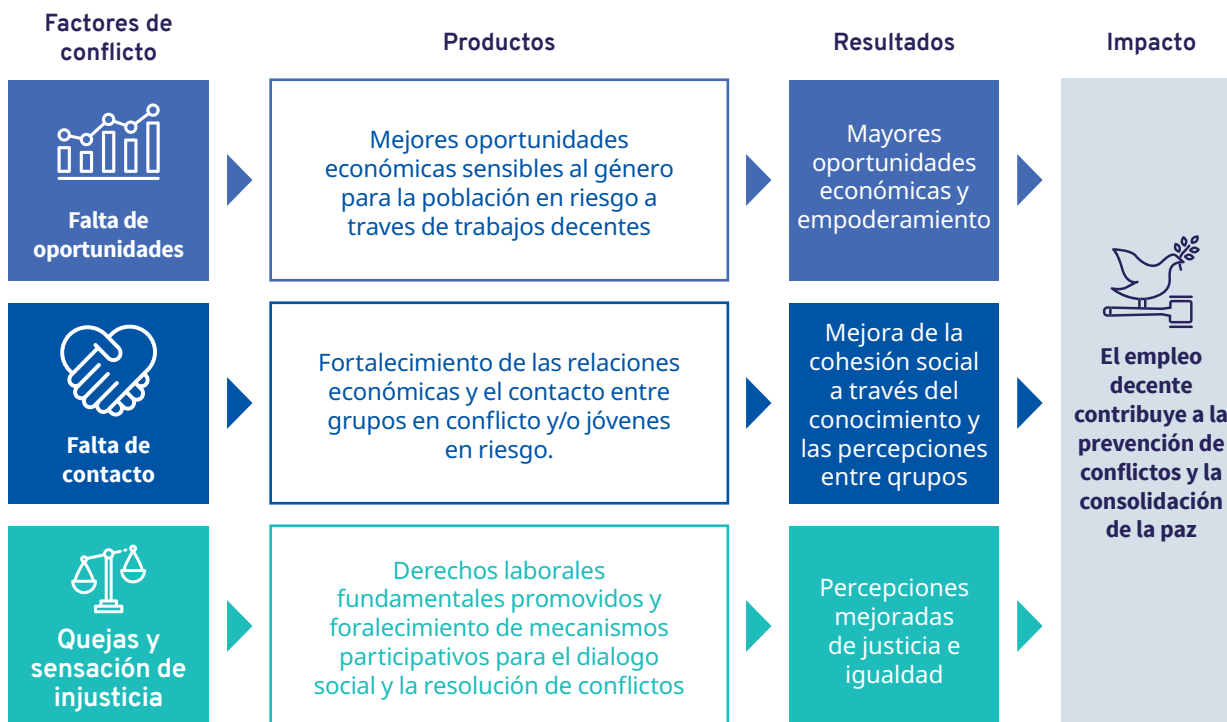 Factores de
conflicto
Productos
Resultados
Impacto
Falta de
oportunidades
Mejores oportunidades
económicas sensibles al género
para la población en riesgo a
traves de trabajos decentes
Mayores
oportunidades
económicas y
empoderamiento
Falta de
contacto
Fortalecimiento de las relaciones
económicas y el contacto entre
grupos en conflicto y/o jóvenes
en riesgo.
Mejora de la
cohesión social
a través del
conocimiento y
las percepciones
entre qrupos
Quejas y
sensación de
injusticia
Derechos laborales
fundamentales promovidos y
foralecimiento de mecanismos
participativos para el dialogo
social y la resolución de conflictos
Percepciones
mejoradas
de justicia e
igualdad
El empleo
decente
contribuye a la
prevención de
conflictos y la
consolidación
de la paz